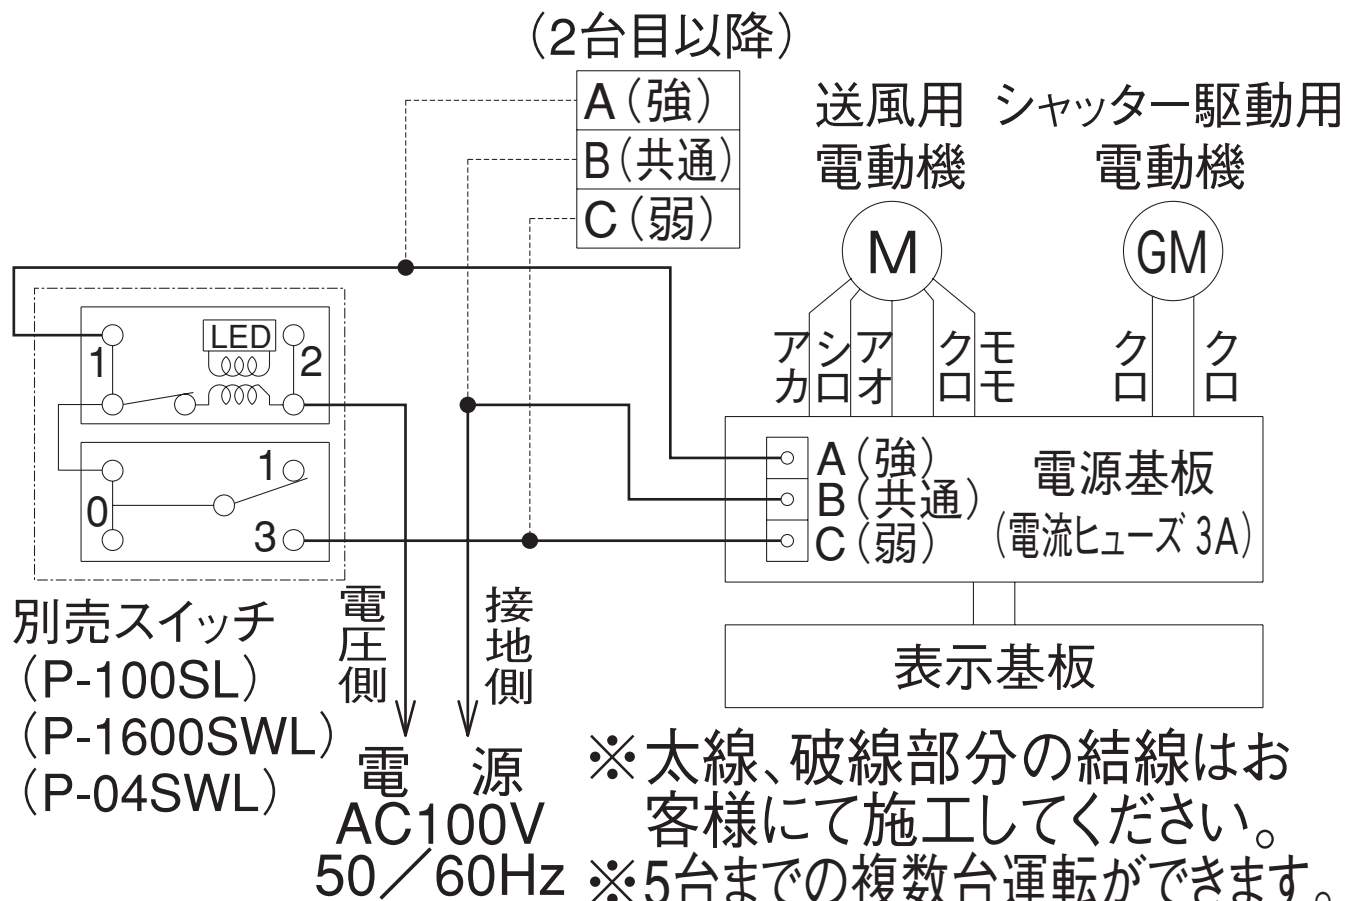 （2台目以降）
A（強）
B（共通）
C（弱）
送風用
電動機
シャッター駆動用
電動機
M
GM
アカ
シロ
アオ
クロ
モモ
クロ
クロ
LED
1
2
1
0
3
A（強）
B（共通）
C（弱）
電源基板
（電流ヒューズ 3A）
表示基板
別売スイッチ
（P-100SL）
（P-1600SWL）
（P-04SWL）
電圧側
接地側
電 源
AC100V
50／60Hz
※太線、破線部分の結線はお
客様にて施工してください。
※5台までの複数台運転ができます。